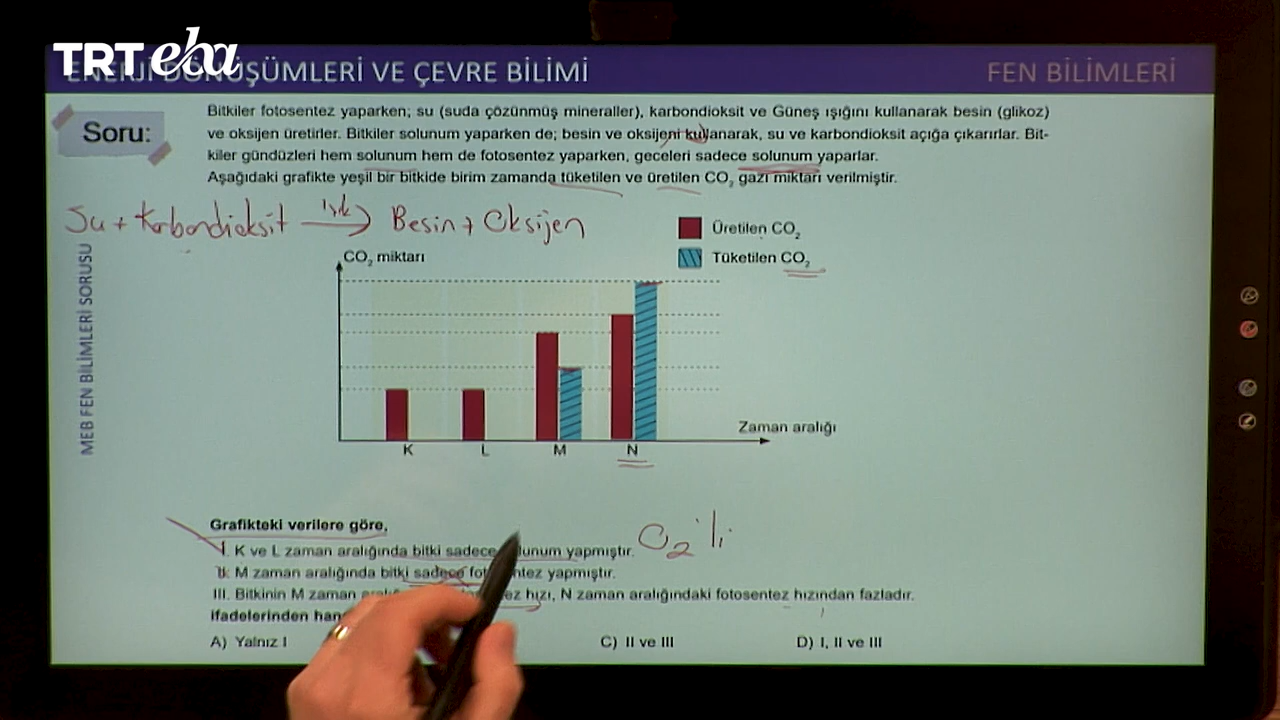 TRT eba
ENERJİ DÖNÜŞÜMLERİ VE ÇEVRE BİLİMİ
FEN BİLİMLERİ
Soru:
Bitkiler fotosentez yaparken; su (suda çözünmüş mineraller), karbondioksit ve Güneş ışığını kullanarak besin (glikoz)
ve oksijen üretirler. Bitkiler solunum yaparken de; besin ve oksijeni kullanarak, su ve karbondioksit açığa çıkarırlar. Bit-
kiler gündüzleri hem solunum hem de fotosentez yaparken, geceleri sadece solunum yaparlar.
Aşağıdaki grafikte yeşil bir bitkide birim zamanda tüketilen ve üretilen CO₂ gazı miktarı verilmiştir.
Su + Karbondioksit Işık → Besin + Oksijen
MEB FEN BİLİMLERİ SORUSU
Üretilen CO₂
Tüketilen CO₂
CO₂ miktarı
Zaman aralığı
K L M N
Grafikteki verilere göre,
I. K ve L zaman aralığında bitki sadece yapmıştır.
O₂'li
II. M zaman aralığında bitki sadece yapmıştır.
III. Bitkinin M zaman hızı, N zaman aralığındaki fotosentez hızından fazladır.
ifadelerinden
A) Yalnız I
C) II ve III
D) I, II ve III